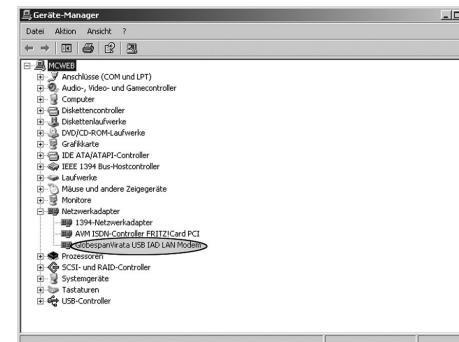 Geräte-Manager
Datei Aktion Ansicht ?
MCWEB
Anschlüsse (COM und LPT)
Audio-, Video- und Gamecontroller
Computer
Diskettencontroller
Diskettenlaufwerke
DVD/CD-ROM-Laufwerke
Grafikkarte
IDE ATA/ATAPI-Controller
IEEE 1394 Bus-Hostcontroller
Laufwerke
Mäuse und andere Zeigegeräte
Monitore
Netzwerkadapter
1394-Netzwerkadapter
AVM ISDN-Controller FRITZ!Card PCI
GlobespanVirata USB IAD LAN Modem
Prozessoren
SCSI- und RAID-Controller
Systemgeräte
Tastaturen
USB-Controller